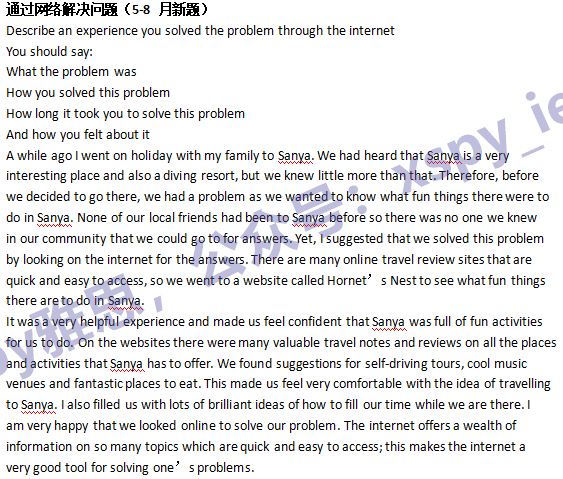 通过网络解决问题（5-8 月新题）
Describe an experience you solved the problem through the internet
You should say:
What the problem was
How you solved this problem
How long it took you to solve this problem
And how you felt about it
A while ago I went on holiday with my family to Sanya. We had heard that Sanya is a very
interesting place and also a diving resort, but we knew little more than that. Therefore, before
we decided to go there, we had a problem as we wanted to know what fun things there were to
do in Sanya. None of our local friends had been to Sanya before so there was no one we knew
in our community that we could go to for answers. Yet, I suggested that we solved this problem
by looking on the internet for the answers. There are many online travel review sites that are
quick and easy to access, so we went to a website called Hornet’s Nest to see what fun things
there are to do in Sanya.
It was a very helpful experience and made us feel confident that Sanya was full of fun activities
for us to do. On the websites there were many valuable travel notes and reviews on all the places
and activities that Sanya has to offer. We found suggestions for self-driving tours, cool music
venues and fantastic places to eat. This made us feel very comfortable with the idea of travelling
to Sanya. I also filled us with lots of brilliant ideas of how to fill our time while we are there. I
am very happy that we looked online to solve our problem. The internet offers a wealth of
information on so many topics which are quick and easy to access; this makes the internet a
very good tool for solving one’s problems.
py雅思，公众号：xspy_ie